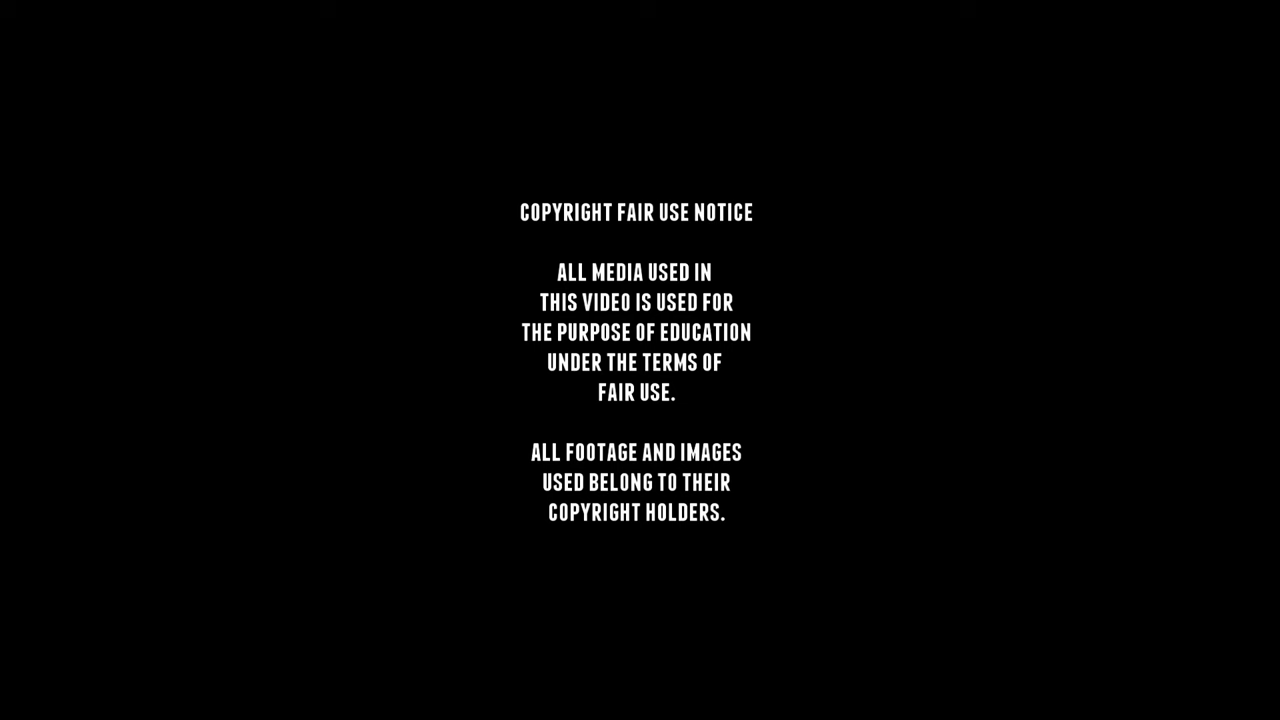 COPYRIGHT FAIR USE NOTICE
ALL MEDIA USED IN
THIS VIDEO IS USED FOR
THE PURPOSE OF EDUCATION
UNDER THE TERMS OF
FAIR USE.
ALL FOOTAGE AND IMAGES
USED BELONG TO THEIR
COPYRIGHT HOLDERS.